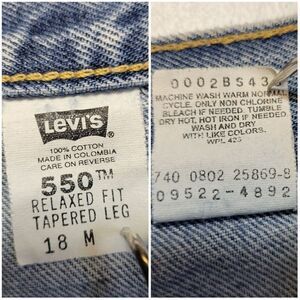 Levi's
100% COTTON
MADE IN COLOMBIA
CARE ON REVERSE
550™
RELAXED FIT
TAPERED LEG
18 M
0002BS43
MACHINE WASH WARM NORMAL
CYCLE. ONLY NON CHLORINE
BLEACH IF NEEDED. TUMBLE
DRY HOT. HOT IRON IF NEEDED
WASH AND DRY
WITH LIKE COLORS.
WPL 423
740 0802 25869-8
09522-4892